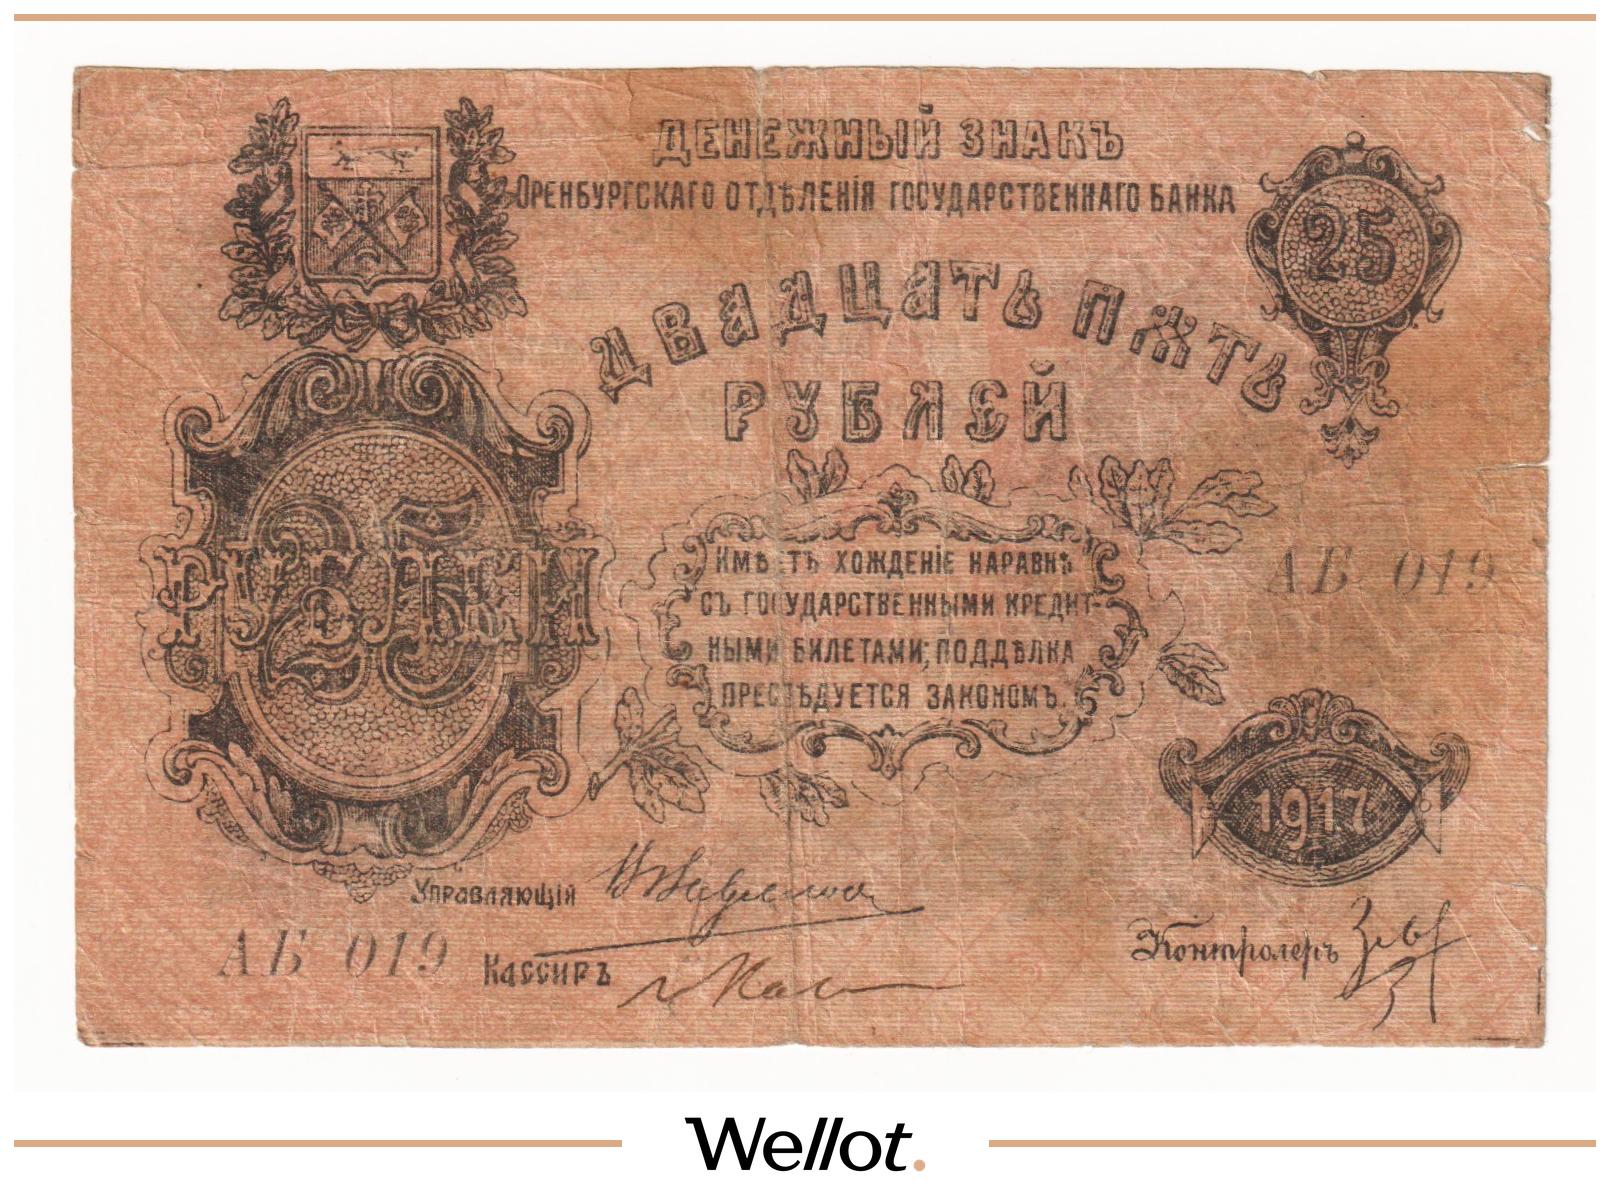 ДЕНЕЖНЫЙ ЗНАКЪ
ОРЕНБУРГСКАГО ОТДѢЛЕНІЯ ГОСУДАРСТВЕННАГО БАНКА
25
ДВАДЦАТЬ ПЯТЬ
РУБЛЕЙ
25
РУБЛЕЙ
ИМѢЕТЪ ХОЖДЕНІЕ НАРАВНѢ
СЪ ГОСУДАРСТВЕННЫМИ КРЕДИТ-
НЫМИ БИЛЕТАМИ; ПОДДѢЛКА
ПРЕСЛѢДУЕТСЯ ЗАКОНОМЪ.
АБ 019
1917
Управляющій
АБ 019
Кассиръ
Контролеръ
Wellot.